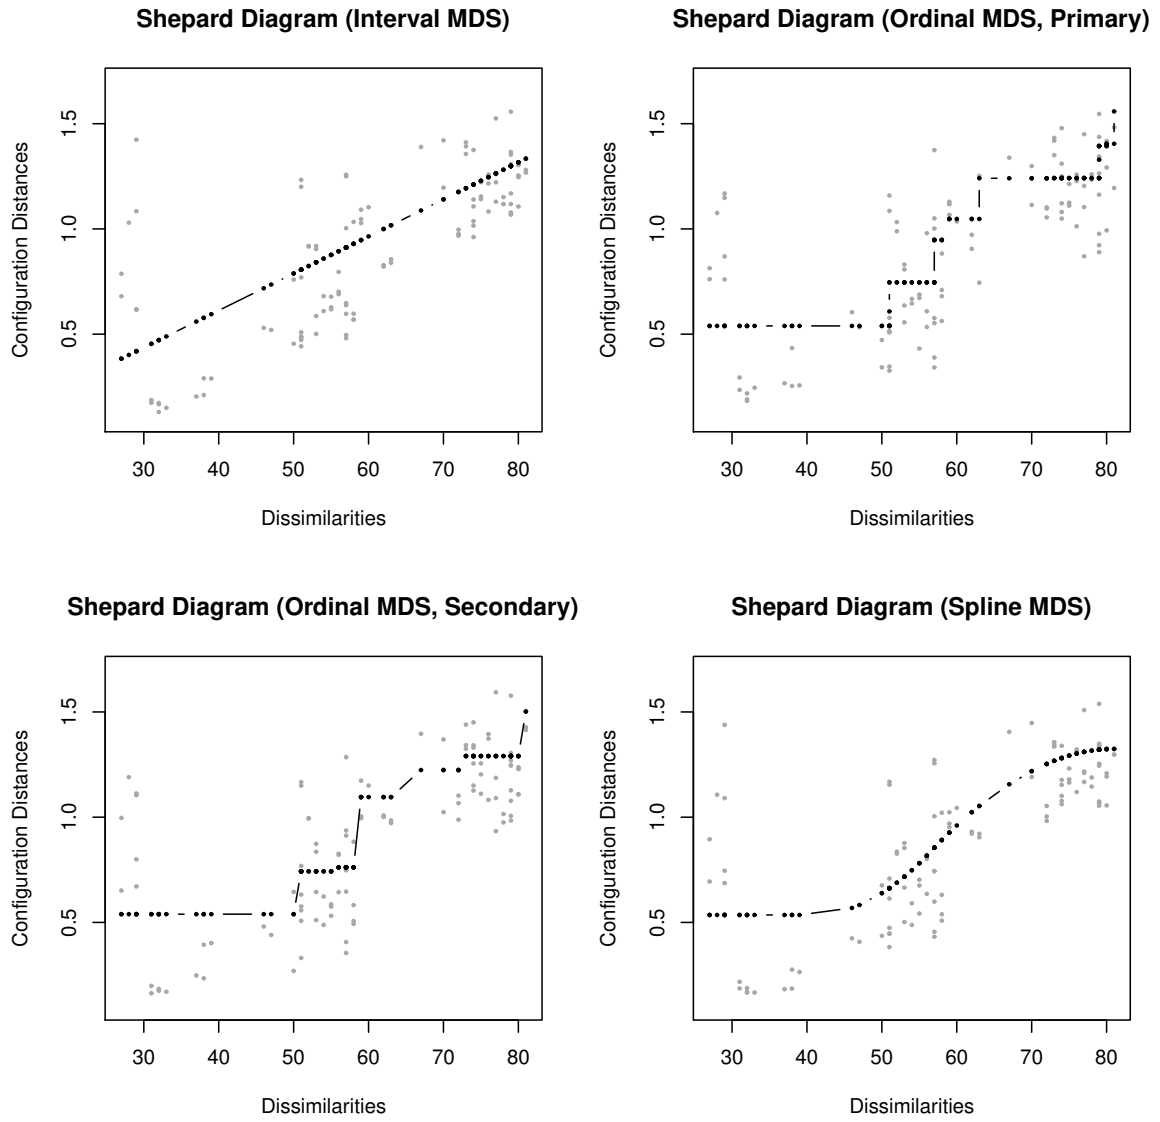 Shepard Diagram (Interval MDS)
Configuration Distances
0.5 1.0 1.5
30 40 50 60 70 80
Dissimilarities
Shepard Diagram (Ordinal MDS, Primary)
Configuration Distances
0.5 1.0 1.5
30 40 50 60 70 80
Dissimilarities
Shepard Diagram (Ordinal MDS, Secondary)
Configuration Distances
0.5 1.0 1.5
30 40 50 60 70 80
Dissimilarities
Shepard Diagram (Spline MDS)
Configuration Distances
0.5 1.0 1.5
30 40 50 60 70 80
Dissimilarities